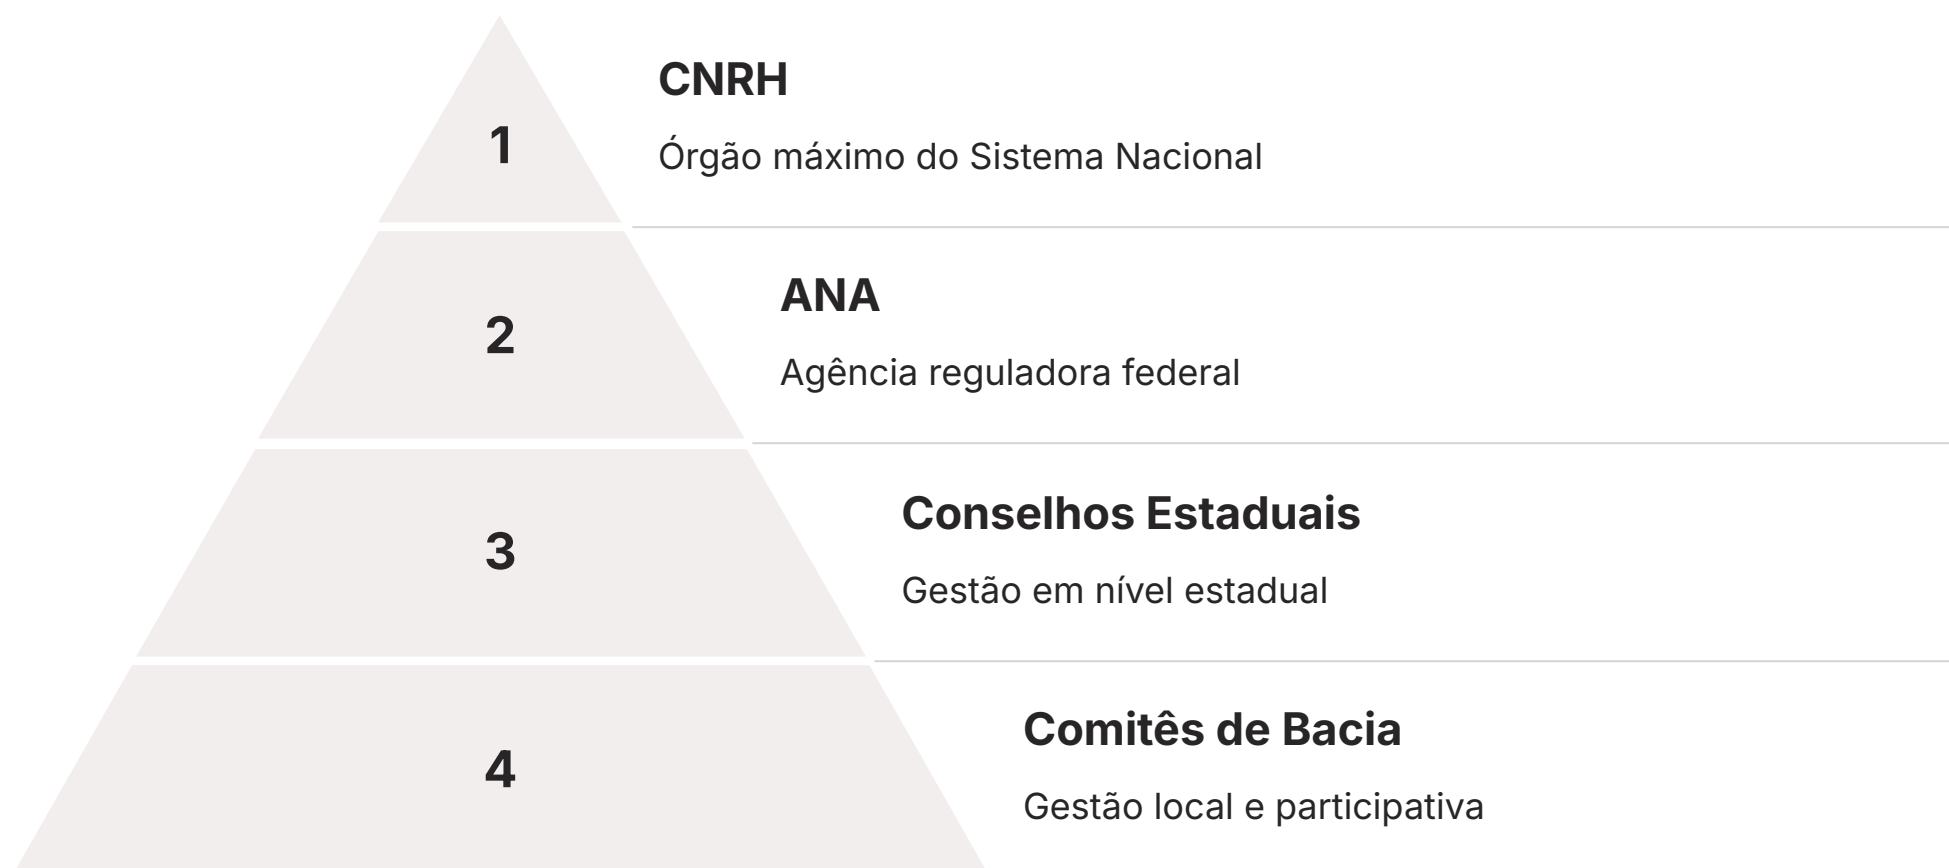 1
CNRH
Órgão máximo do Sistema Nacional
2
ANA
Agência reguladora federal
3
Conselhos Estaduais
Gestão em nível estadual
4
Comitês de Bacia
Gestão local e participativa